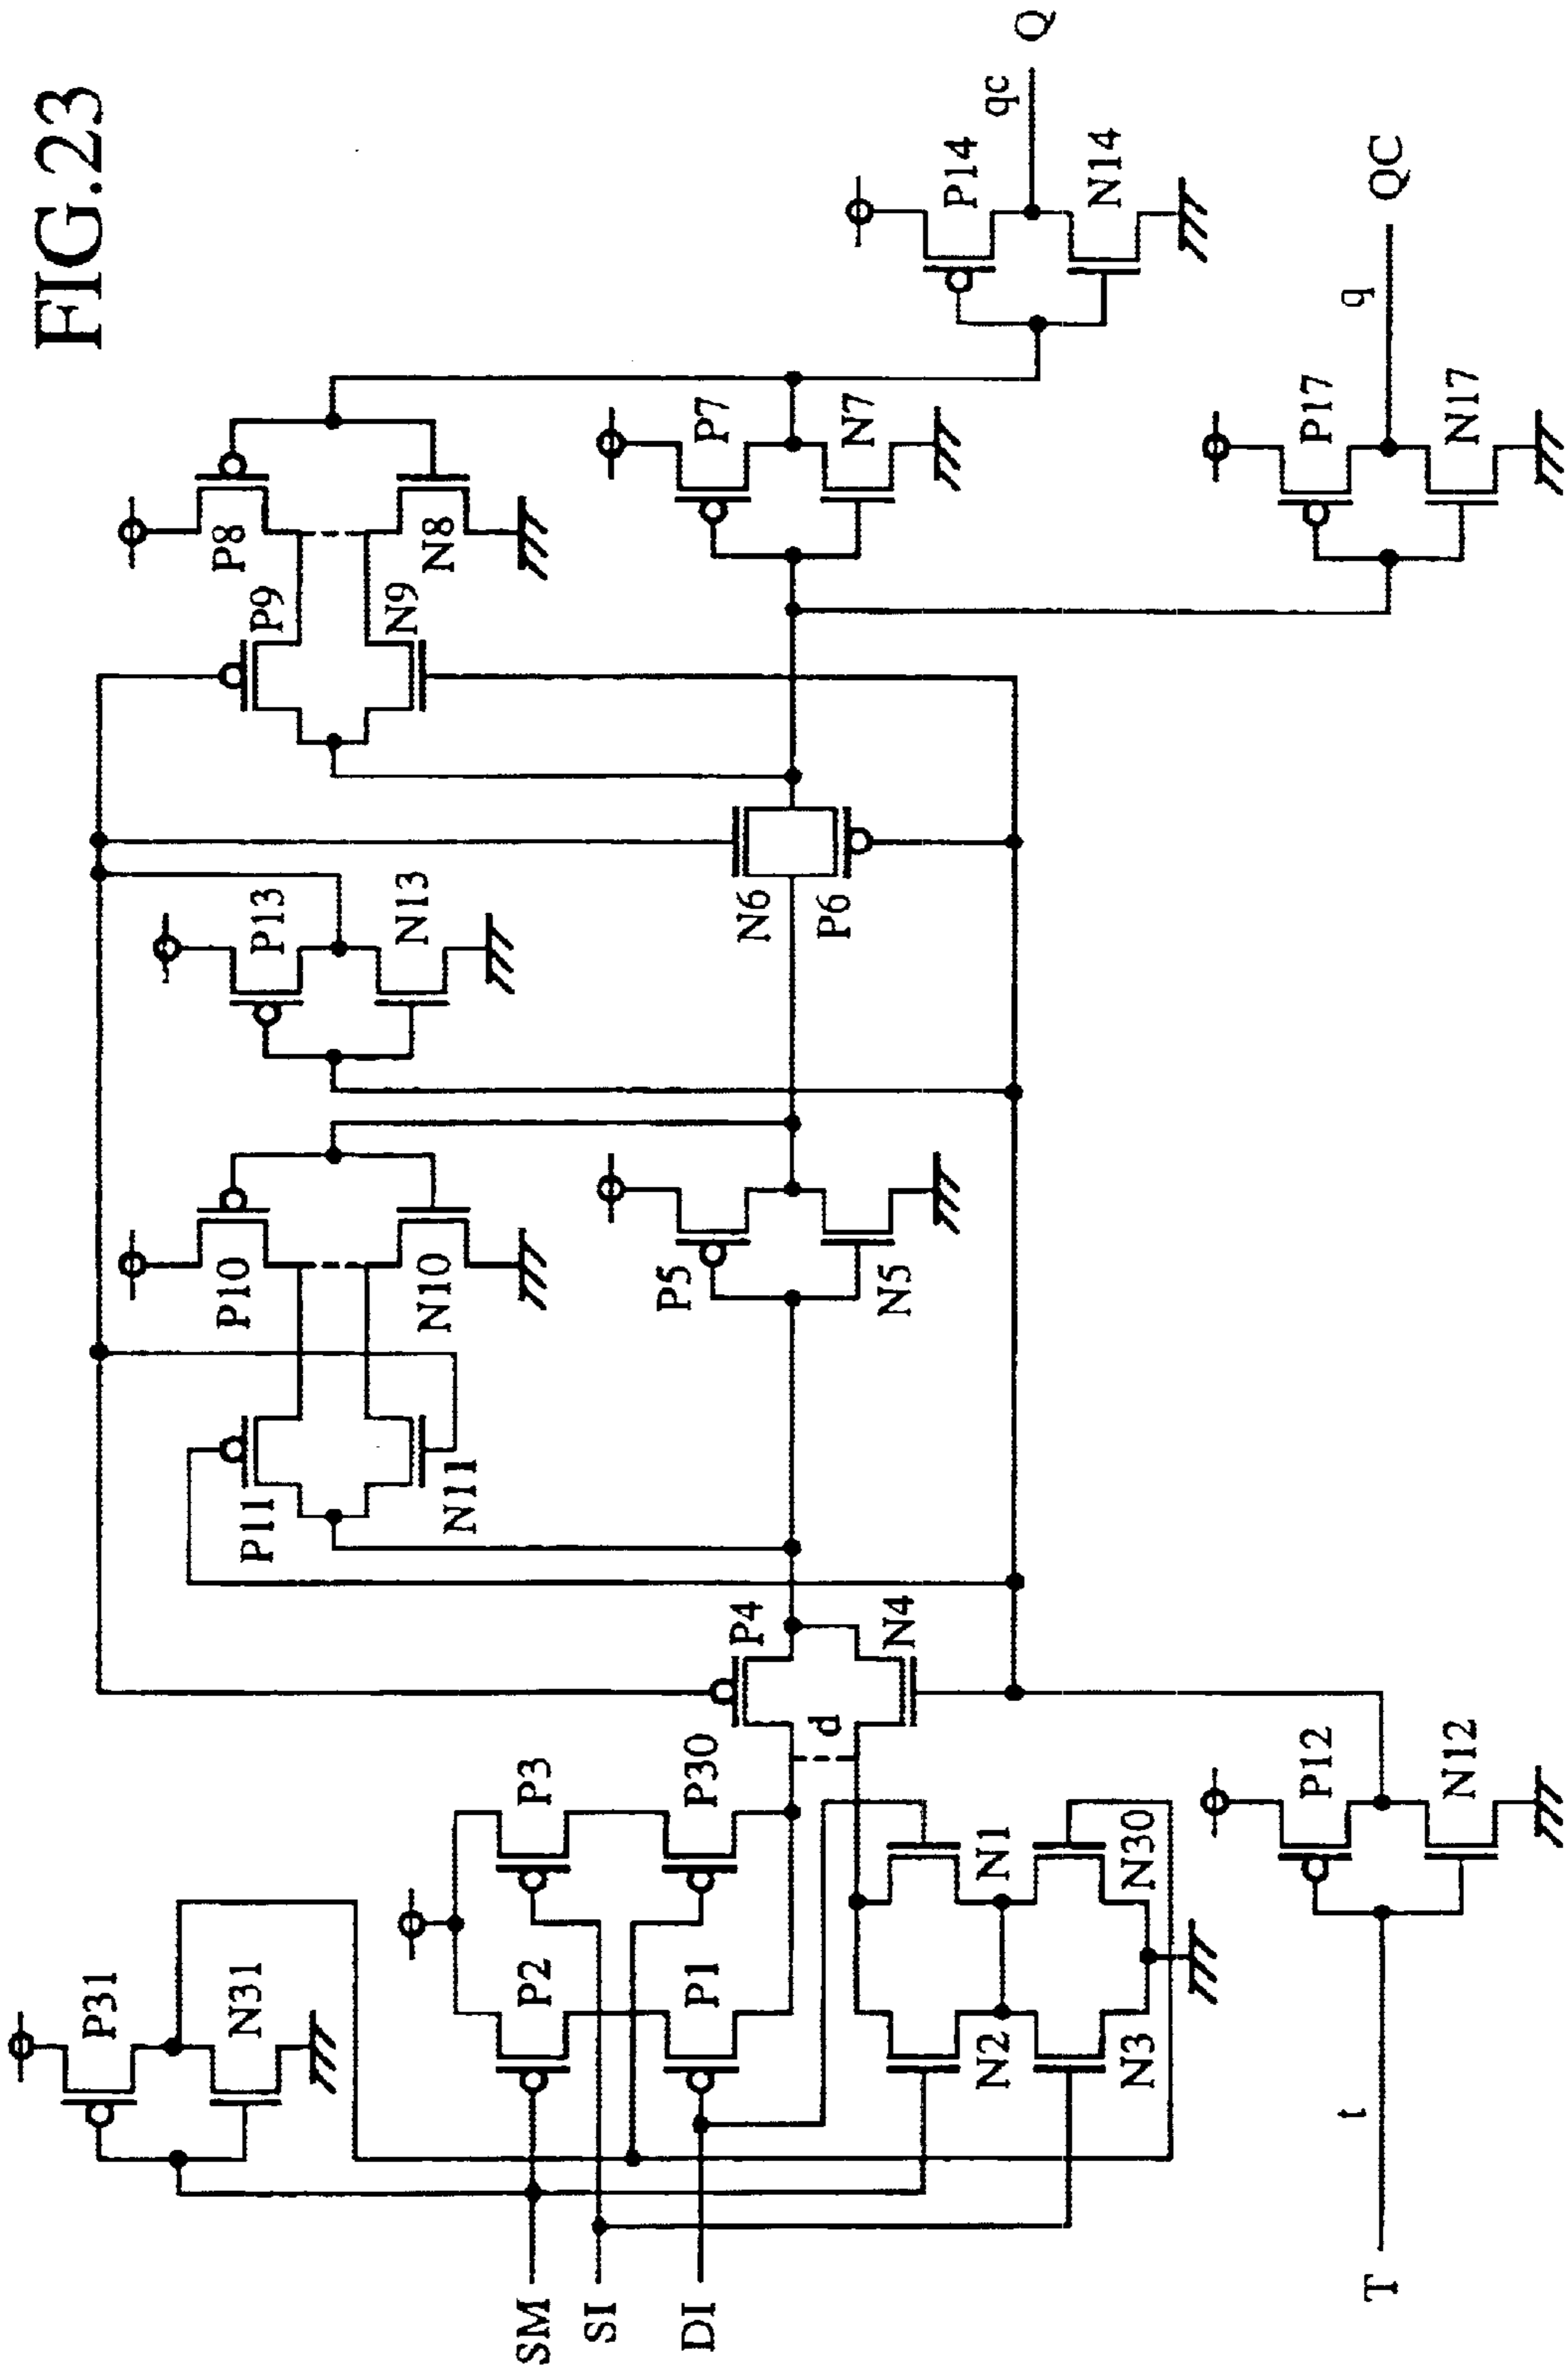 FIG.23
P31
N31
P2
P3
P1
P30
N2
N1
N3
N30
SM
SI
DI
d
P4
N4
P11
N11
P10
N10
P5
N5
P13
N13
N6
P6
P9
N9
P8
N8
P7
N7
P14
N14
qc
Q
P17
N17
q
QC
P12
N12
t
T